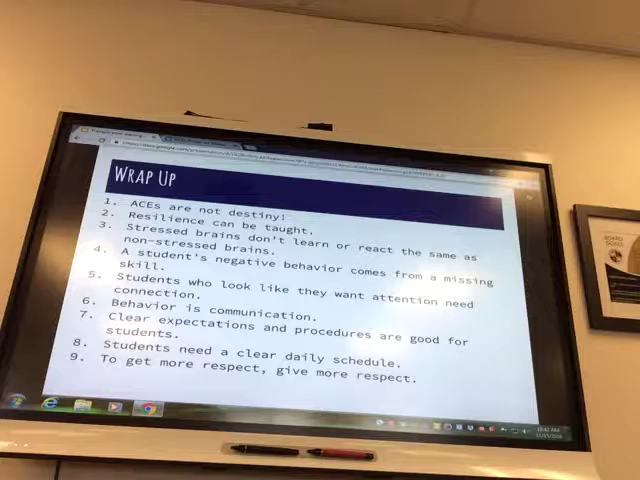 WRAP UP
1. ACEs are not destiny!
2. Resilience can be taught.
3. Stressed brains don't learn or react the same as
non-stressed brains.
4. A student's negative behavior comes from a missing
skill.
5. Students who look like they want attention need
connection.
6. Behavior is communication.
7. Clear expectations and procedures are good for
students.
8. Students need a clear daily schedule.
9. To get more respect, give more respect.
BOARD
GOALS